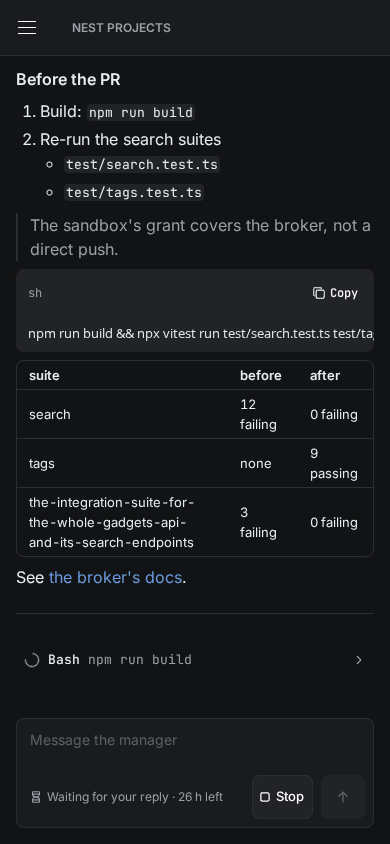 NEST PROJECTS
Before the PR
1. Build: npm run build
2. Re-run the search suites
test/search.test.ts
test/tags.test.ts
The sandbox's grant covers the broker, not a
direct push.
sh Copy
npm run build && npx vitest run test/search.test.ts test/tag
suite before after
search 12 failing 0 failing
tags none 9 passing
the-integration-suite-for-
the-whole-gadgets-api-
and-its-search-endpoints 3 failing 0 failing
See the broker's docs.
Bash npm run build
Message the manager
Waiting for your reply · 26 h left Stop